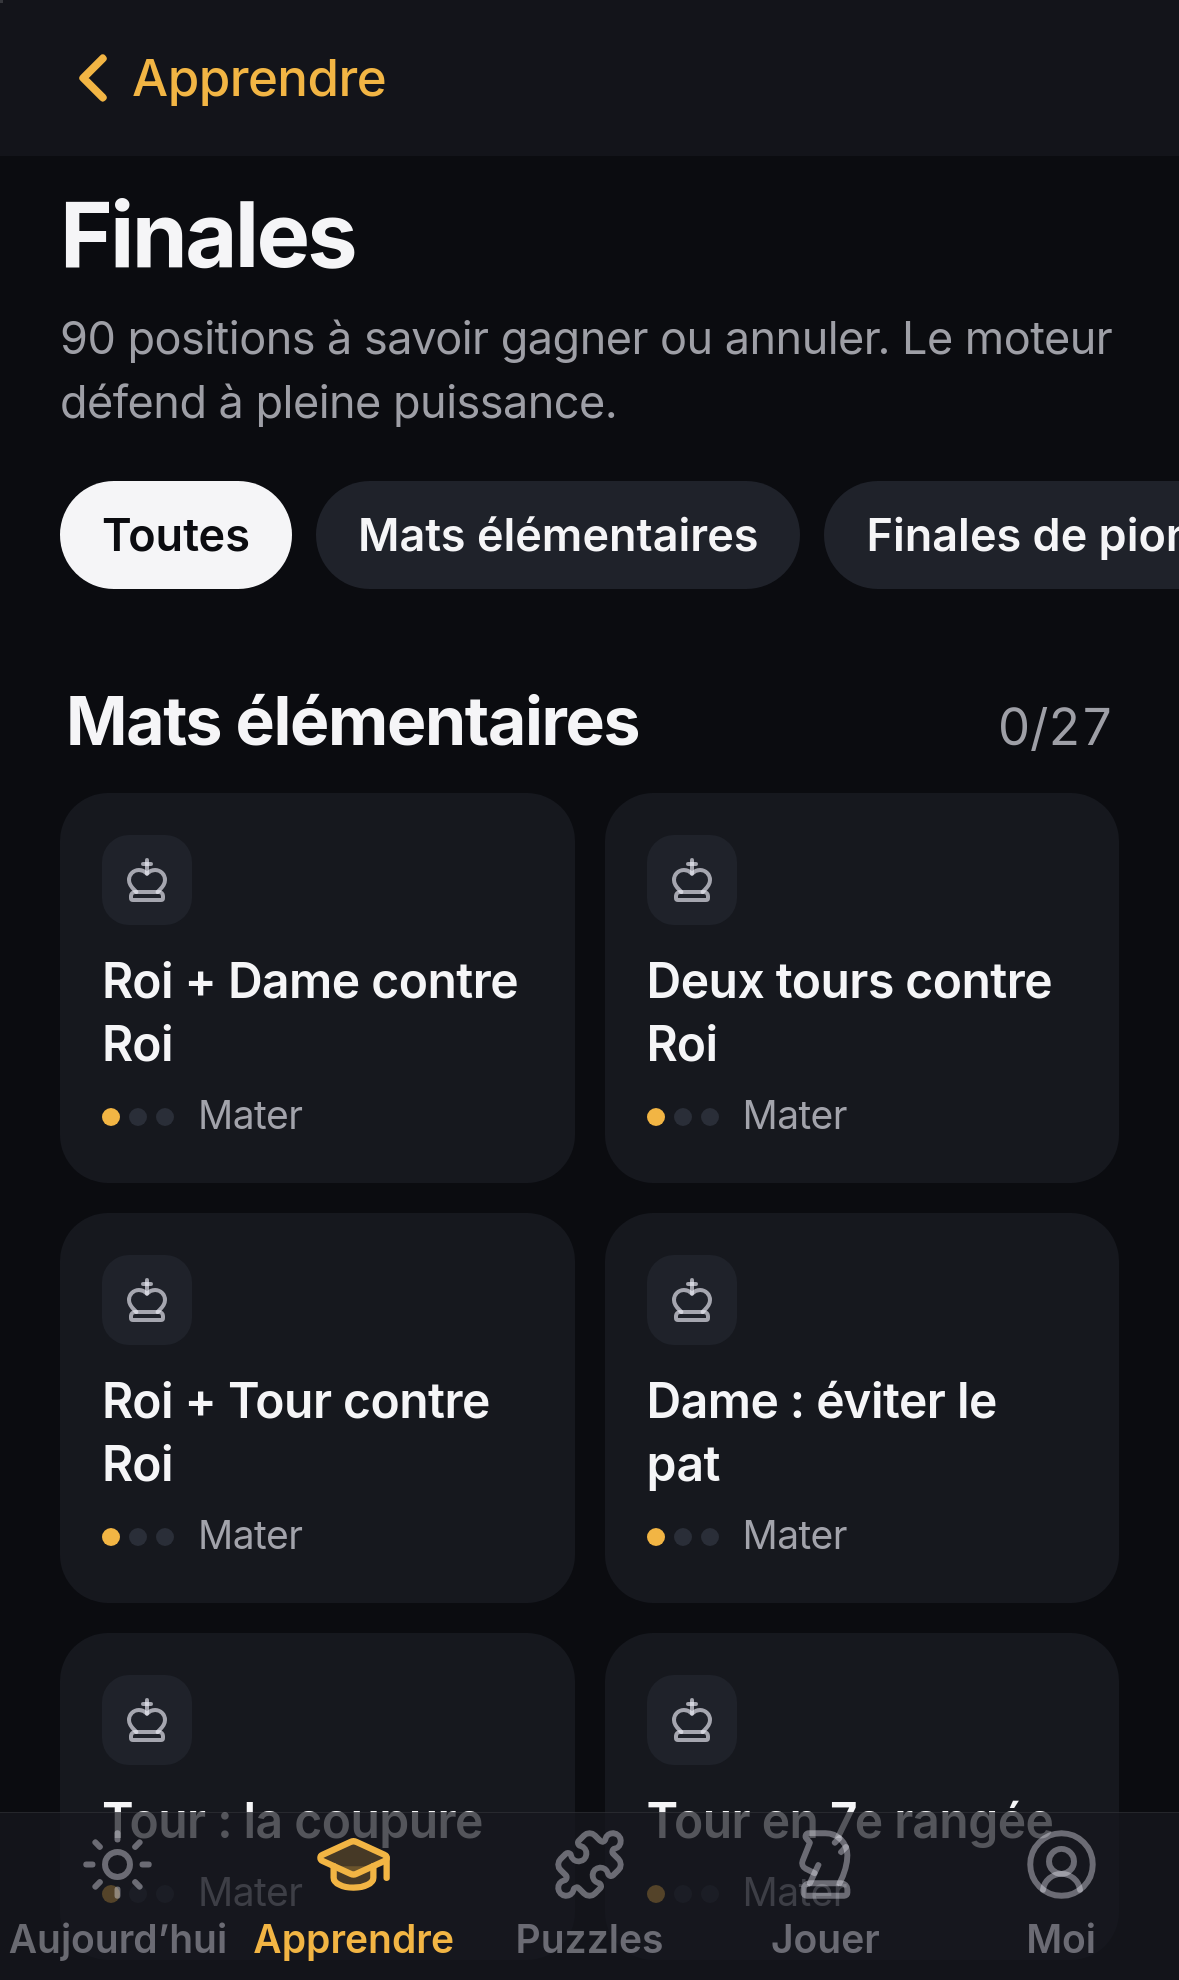 Apprendre
Finales
90 positions à savoir gagner ou annuler. Le moteur
défend à pleine puissance.
Toutes
Mats élémentaires
Finales de pion
Mats élémentaires
0/27
Roi + Dame contre
Roi
Mater
Deux tours contre
Roi
Mater
Roi + Tour contre
Roi
Mater
Dame : éviter le
pat
Mater
Tour : la coupure
Mater
Tour en 7e rangée
Mater
Aujourd’hui
Apprendre
Puzzles
Jouer
Moi